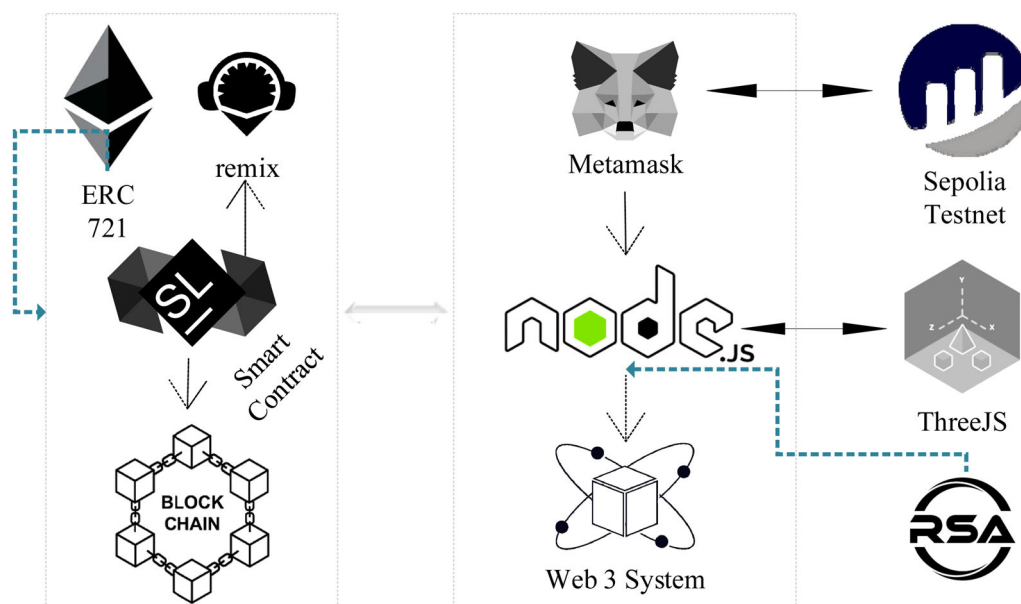 ERC
721
remix
SL
Smart
Contract
BLOCK
CHAIN
Metamask
node
.JS
Web 3 System
Sepolia
Testnet
Y
Z
X
ThreeJS
RSA